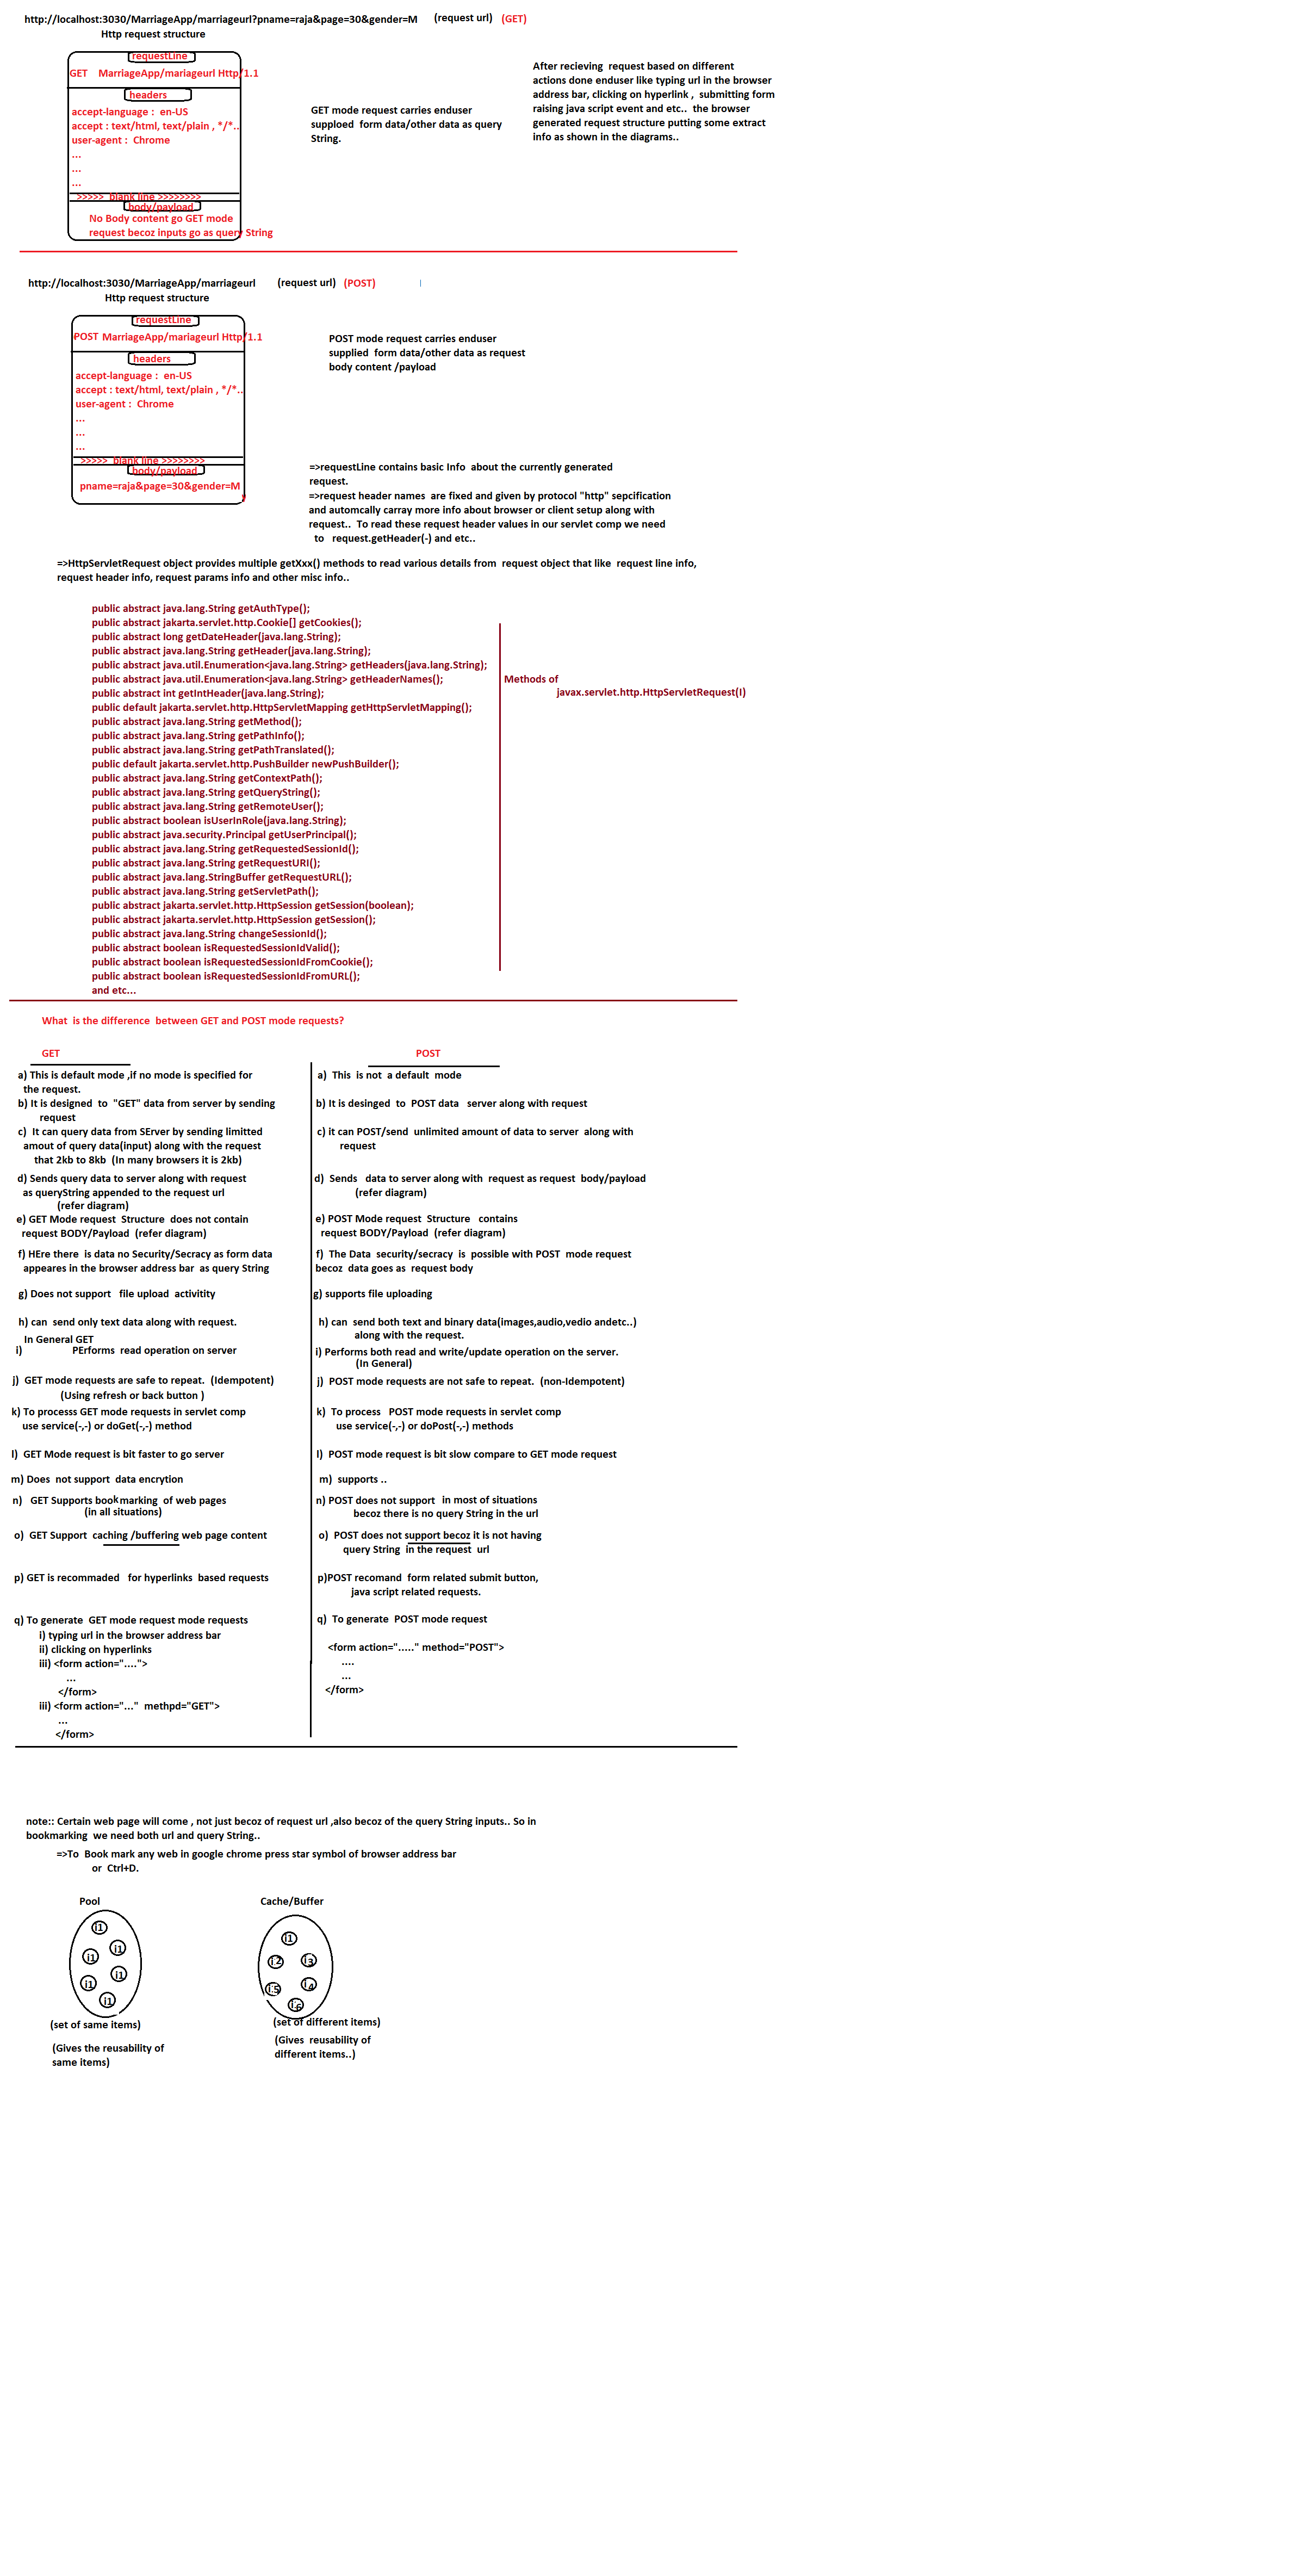 http://localhost:3030/MarriageApp/marriageurl?pname=raja&page=30&gender=M (request url) (GET)
Http request structure
requestLine
GET MarriageApp/mariageurl Http/1.1
headers
accept-language : en-US
accept : text/html, text/plain , */*..
user-agent : Chrome
...
...
...
>>>>> blank line >>>>>>>>
body/payload
No Body content go GET mode
request becoz inputs go as query String
GET mode request carries enduser
supploed form data/other data as query
String.
After recieving request based on different
actions done enduser like typing url in the browser
address bar, clicking on hyperlink , submitting form
raising java script event and etc.. the browser
generated request structure putting some extract
info as shown in the diagrams..
http://localhost:3030/MarriageApp/marriageurl (request url) (POST)
Http request structure
requestLine
POST MarriageApp/mariageurl Http/1.1
headers
accept-language : en-US
accept : text/html, text/plain , */*..
user-agent : Chrome
...
...
...
>>>>> blank line >>>>>>>>
body/payload
pname=raja&page=30&gender=M
POST mode request carries enduser
supplied form data/other data as request
body content /payload
=>requestLine contains basic Info about the currently generated
request.
=>request header names are fixed and given by protocol "http" sepcification
and automcally carray more info about browser or client setup along with
request.. To read these request header values in our servlet comp we need
to request.getHeader(-) and etc..
=>HttpServletRequest object provides multiple getXxx() methods to read various details from request object that like request line info,
request header info, request params info and other misc info..
public abstract java.lang.String getAuthType();
public abstract jakarta.servlet.http.Cookie[] getCookies();
public abstract long getDateHeader(java.lang.String);
public abstract java.lang.String getHeader(java.lang.String);
public abstract java.util.Enumeration<java.lang.String> getHeaders(java.lang.String);
public abstract java.util.Enumeration<java.lang.String> getHeaderNames();
public abstract int getIntHeader(java.lang.String);
public default jakarta.servlet.http.HttpServletMapping getHttpServletMapping();
public abstract java.lang.String getMethod();
public abstract java.lang.String getPathInfo();
public abstract java.lang.String getPathTranslated();
public default jakarta.servlet.http.PushBuilder newPushBuilder();
public abstract java.lang.String getContextPath();
public abstract java.lang.String getQueryString();
public abstract java.lang.String getRemoteUser();
public abstract boolean isUserInRole(java.lang.String);
public abstract java.security.Principal getUserPrincipal();
public abstract java.lang.String getRequestedSessionId();
public abstract java.lang.String getRequestURI();
public abstract java.lang.StringBuffer getRequestURL();
public abstract java.lang.String getServletPath();
public abstract jakarta.servlet.http.HttpSession getSession(boolean);
public abstract jakarta.servlet.http.HttpSession getSession();
public abstract java.lang.String changeSessionId();
public abstract boolean isRequestedSessionIdValid();
public abstract boolean isRequestedSessionIdFromCookie();
public abstract boolean isRequestedSessionIdFromURL();
and etc...
Methods of
javax.servlet.http.HttpServletRequest(I)
What is the difference between GET and POST mode requests?
GET
a) This is default mode ,if no mode is specified for
the request.
b) It is designed to "GET" data from server by sending
request
c) It can query data from SErver by sending limitted
amout of query data(input) along with the request
that 2kb to 8kb (In many browsers it is 2kb)
d) Sends query data to server along with request
as queryString appended to the request url
(refer diagram)
e) GET Mode request Structure does not contain
request BODY/Payload (refer diagram)
f) HEre there is data no Security/Secracy as form data
appeares in the browser address bar as query String
g) Does not support file upload activitity
h) can send only text data along with request.
In General GET
i) PErforms read operation on server
j) GET mode requests are safe to repeat. (Idempotent)
(Using refresh or back button )
k) To processs GET mode requests in servlet comp
use service(-,-) or doGet(-,-) method
l) GET Mode request is bit faster to go server
m) Does not support data encrytion
n) GET Supports bookmarking of web pages
(in all situations)
o) GET Support caching /buffering web page content
p) GET is recommaded for hyperlinks based requests
q) To generate GET mode request mode requests
i) typing url in the browser address bar
ii) clicking on hyperlinks
iii) <form action="....">
...
</form>
iii) <form action="..." methpd="GET">
...
</form>
POST
a) This is not a default mode
b) It is desinged to POST data server along with request
c) it can POST/send unlimited amount of data to server along with
request
d) Sends data to server along with request as request body/payload
(refer diagram)
e) POST Mode request Structure contains
request BODY/Payload (refer diagram)
f) The Data security/secracy is possible with POST mode request
becoz data goes as request body
g) supports file uploading
h) can send both text and binary data(images,audio,vedio andetc..)
along with the request.
i) Performs both read and write/update operation on the server.
(In General)
j) POST mode requests are not safe to repeat. (non-Idempotent)
k) To process POST mode requests in servlet comp
use service(-,-) or doPost(-,-) methods
l) POST mode request is bit slow compare to GET mode request
m) supports ..
n) POST does not support in most of situations
becoz there is no query String in the url
o) POST does not support becoz it is not having
query String in the request url
p)POST recomand form related submit button,
java script related requests.
q) To generate POST mode request
<form action="....." method="POST">
....
...
</form>
note:: Certain web page will come , not just becoz of request url ,also becoz of the query String inputs.. So in
bookmarking we need both url and query String..
=>To Book mark any web in google chrome press star symbol of browser address bar
or Ctrl+D.
Pool
i1
i1
i1
i1
i1
i1
(set of same items)
(Gives the reusability of
same items)
Cache/Buffer
i1
i2
i3
i5
i4
i6
(set of different items)
(Gives reusability of
different items..)